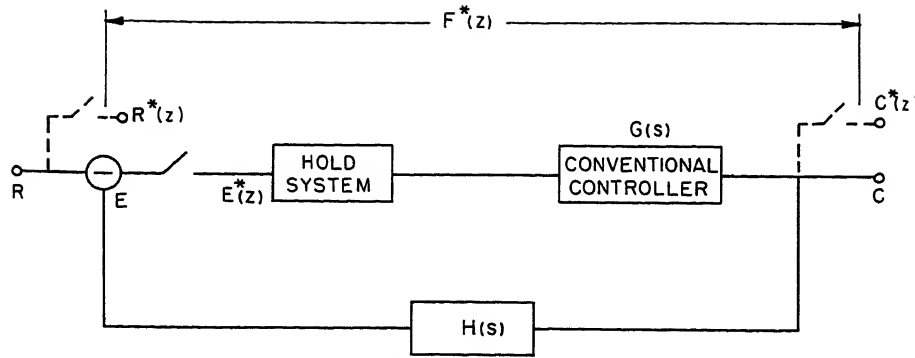 F*(z)
R*(z)
C*(z)
G(s)
R
E
E*(z)
HOLD
SYSTEM
CONVENTIONAL
CONTROLLER
C
H(s)